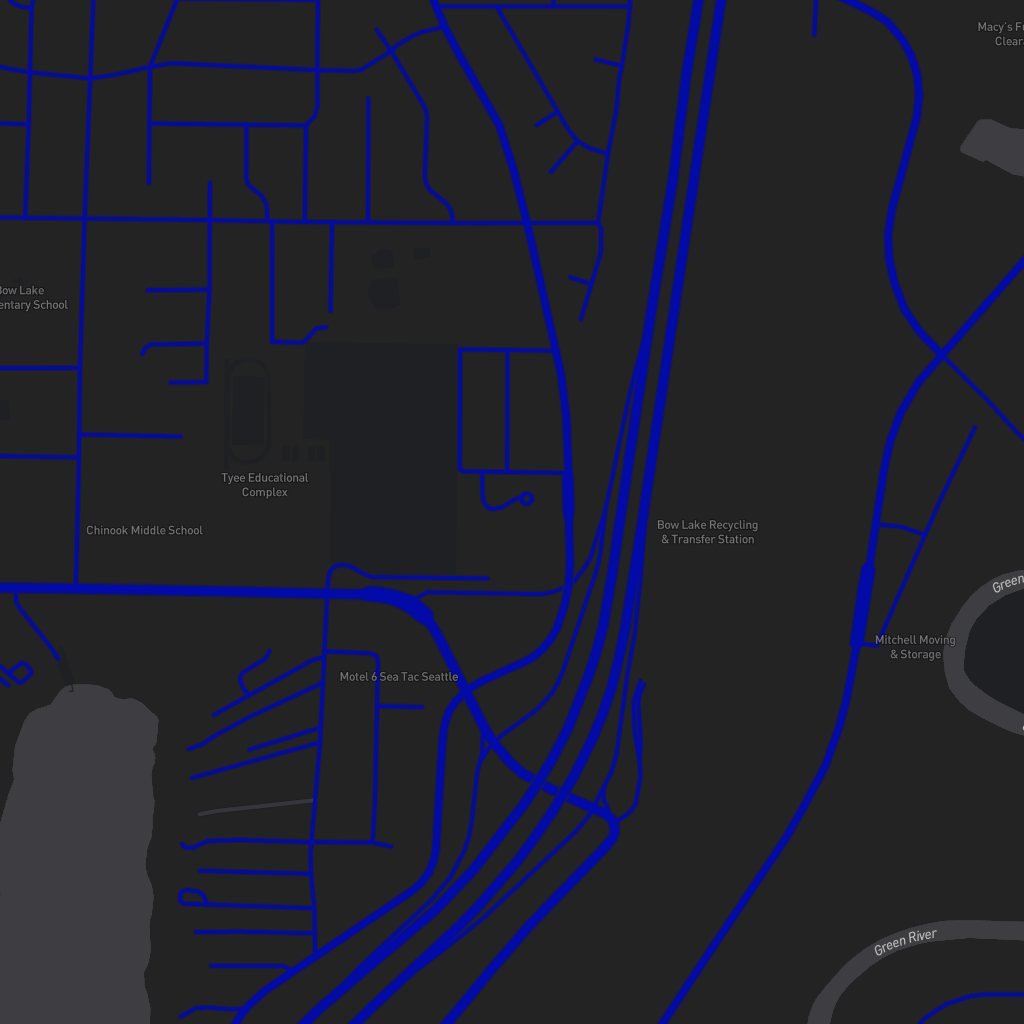 Macy's F
Clear
Bow Lake
entary School
Tyee Educational
Complex
Chinook Middle School
Bow Lake Recycling
& Transfer Station
Green
Mitchell Moving
& Storage
Motel 6 Sea Tac Seattle
Green River